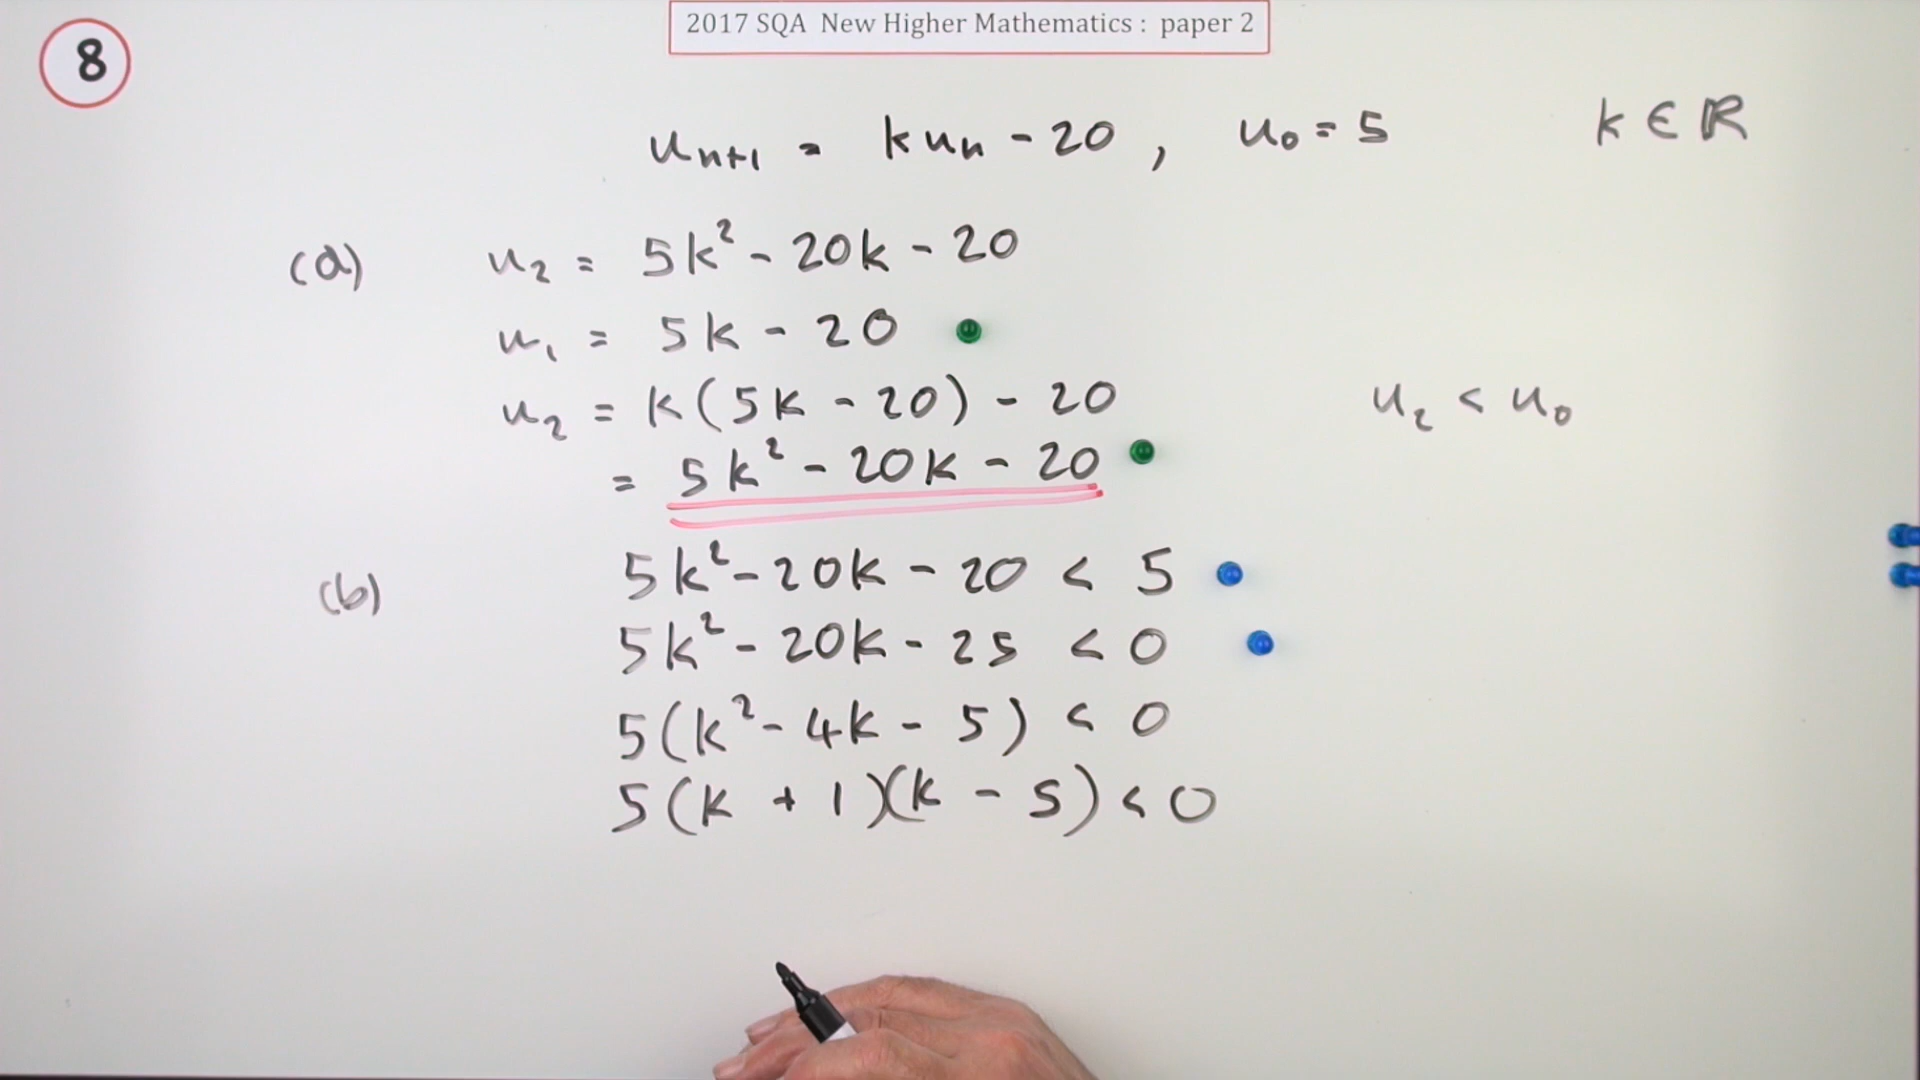 8
2017 SQA New Higher Mathematics : paper 2
uₙ₊₁ = kuₙ - 20 , u₀ = 5 k ∈ ℝ
(a) u₂ = 5k² - 20k - 20
u₁ = 5k - 20
u₂ = k(5k - 20) - 20 u₂ < u₀
= 5k² - 20k - 20
(b) 5k² - 20k - 20 < 5
5k² - 20k - 25 < 0
5(k² - 4k - 5) < 0
5(k + 1)(k - 5) < 0